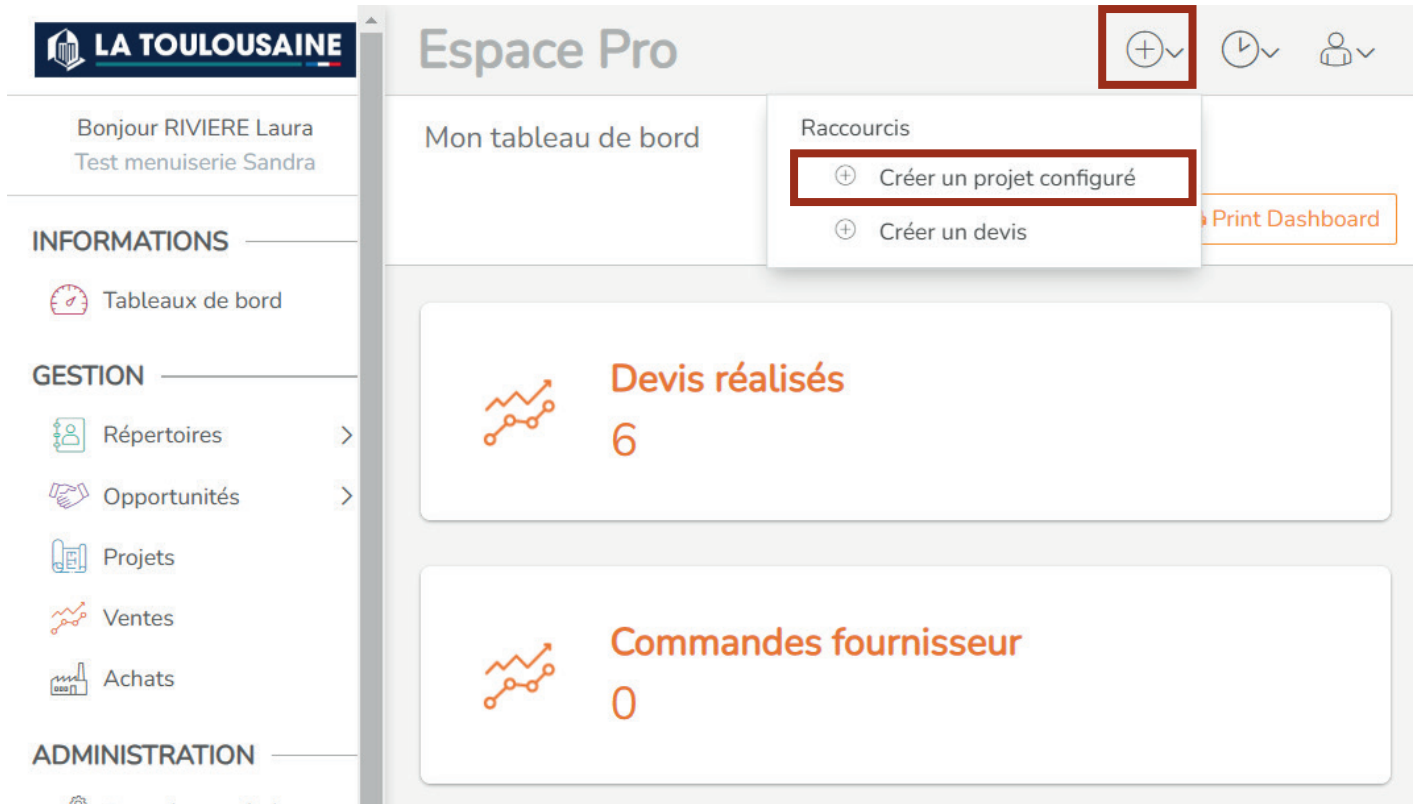 LA TOULOUSAINE
Bonjour RIVIERE Laura
Test menuiserie Sandra
INFORMATIONS
Tableaux de bord
GESTION
Répertoires
Opportunités
Projets
Ventes
Achats
ADMINISTRATION
Espace Pro
Mon tableau de bord
Raccourcis
Créer un projet configuré
Créer un devis
Print Dashboard
Devis réalisés
6
Commandes fournisseur
0